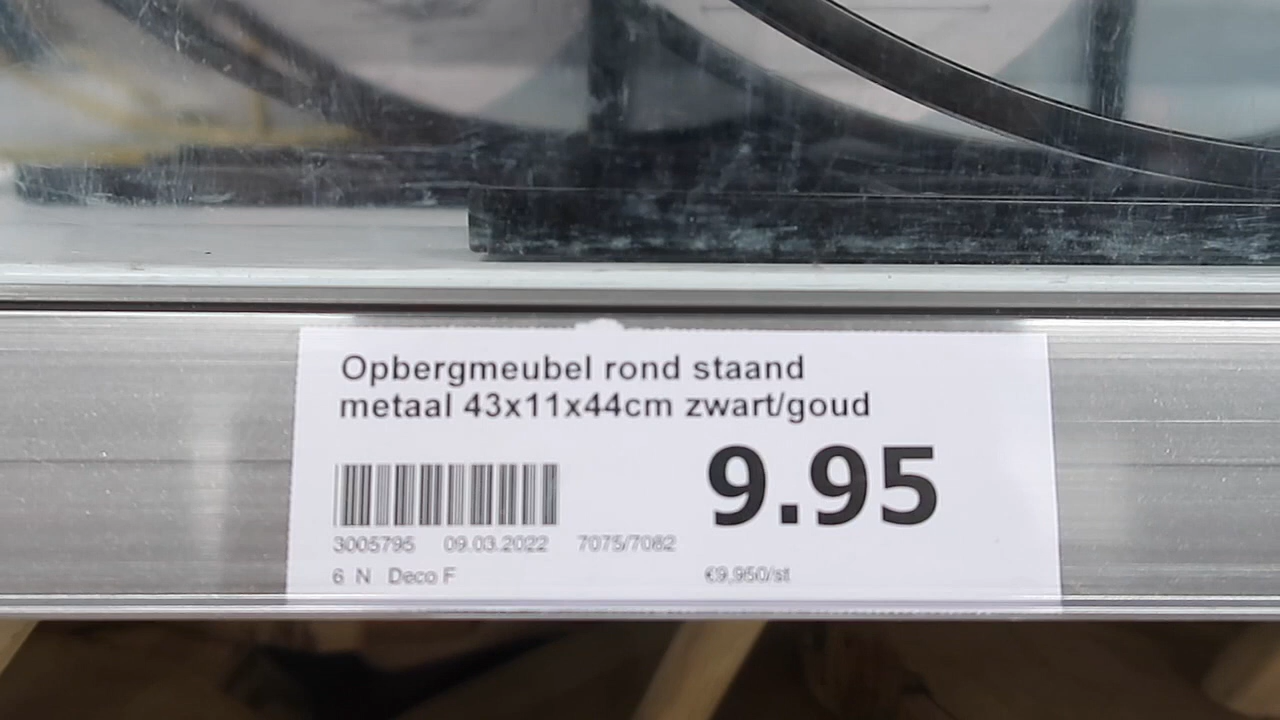 Opbergmeubel rond staand
metaal 43x11x44cm zwart/goud
9.95
3005795 09.03.2022 7075/7082
6 N Deco F
€9,950/st